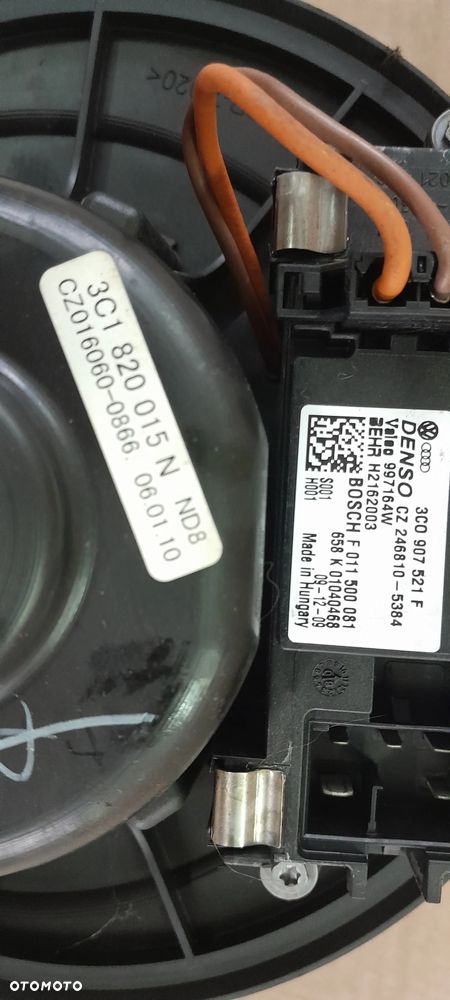 3C1 820 015 N ND8
CZ016060-0866. 06.01.10
3C0 907 521 F
DENSO CZ 246810-5384
Valeo 997164W
BEHR H2162003
BOSCH F 011 500 081
S001
H001
658 K 01040468
09-12-09
Made in Hungary
OTOMOTO